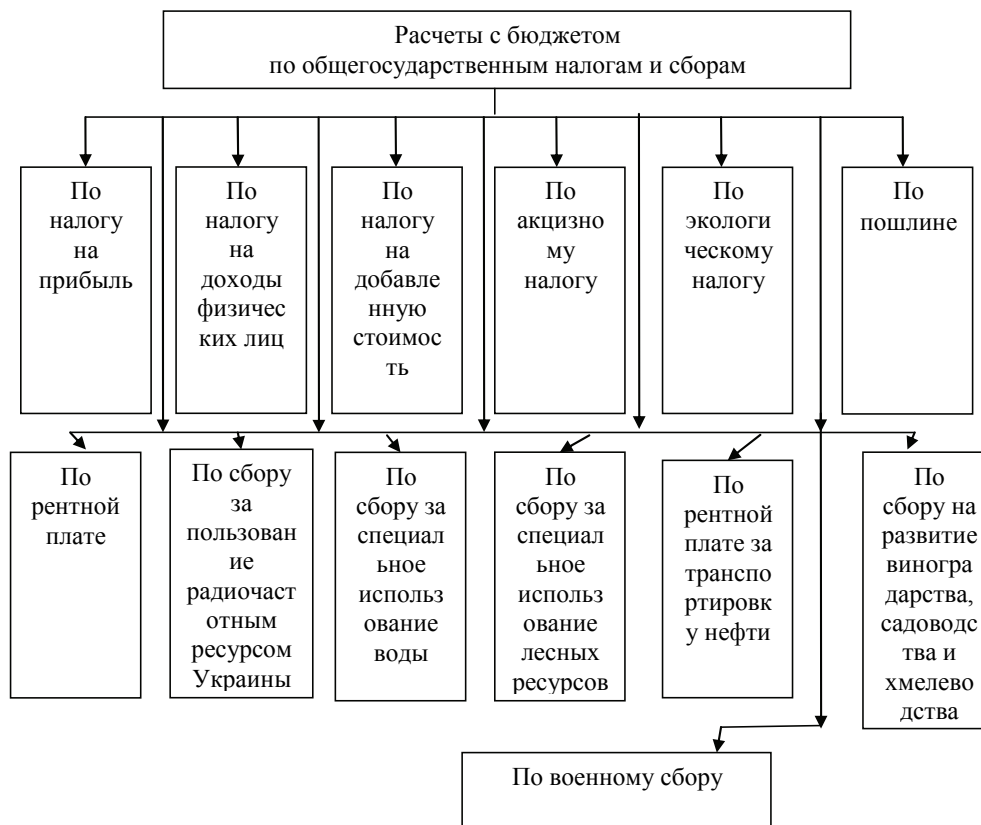 Расчеты с бюджетом
по общегосударственным налогам и сборам
По
налогу
на
прибыль
По
налогу
на
доходы
физичес
ких лиц
По
налогу
на
добавле
нную
стоимос
ть
По
акцизно
му
налогу
По
экологи
ческому
налогу
По
пошлине
По
рентной
плате
По сбору
за
пользован
ие
радиочаст
отным
ресурсом
Украины
По
сбору за
специал
ьное
использ
ование
воды
По
сбору за
специал
ьное
использ
ование
лесных
ресурсов
По
рентной
плате за
транспо
ртировк
у нефти
По
сбору на
развитие
виногра
дарства,
садоводс
тва и
хмелево
дства
По военному сбору